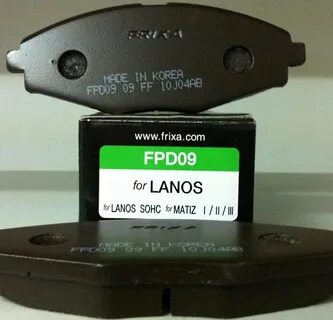 FRIXA
MADE IN KOREA
FPD09 09 FF 10J04AB
www.frixa.com
FPD09
for LANOS
for LANOS SOHC for MATIZ I / II / III
MADE IN KOREA
FPD09 09 FF 10J04AB